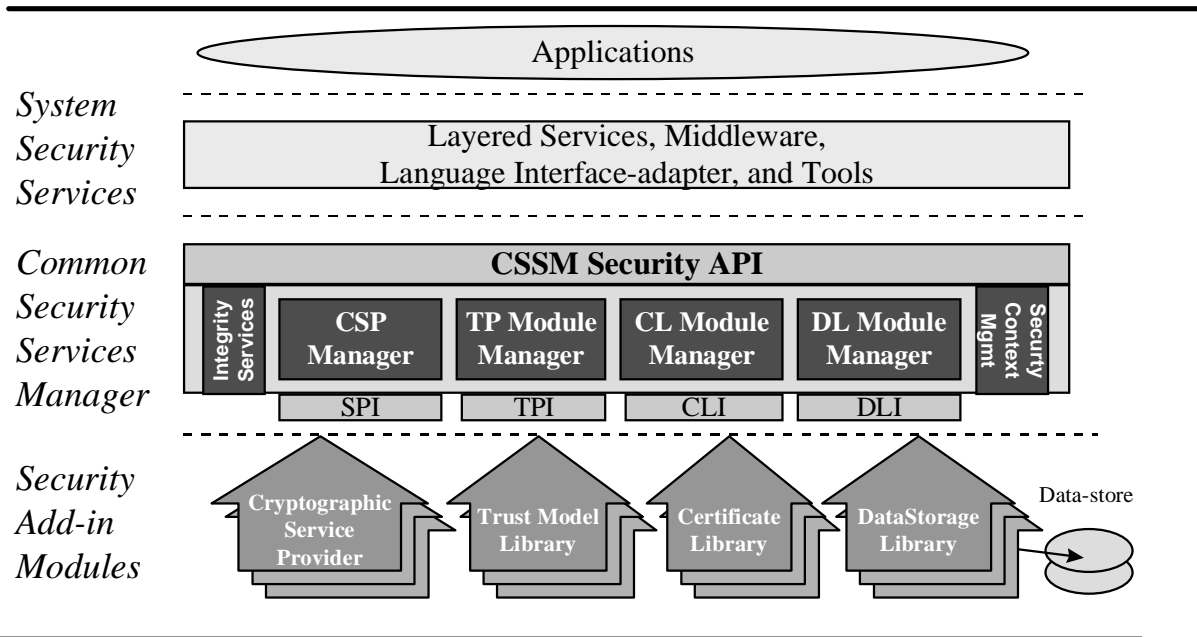 Applications
System
Security
Services
Layered Services, Middleware,
Language Interface-adapter, and Tools
Common
Security
Services
Manager
CSSM Security API
Integrity
Services
CSP
Manager
TP Module
Manager
CL Module
Manager
DL Module
Manager
Security
Context
Mgmt
SPI
TPI
CLI
DLI
Security
Add-in
Modules
Cryptographic
Service
Provider
Trust Model
Library
Certificate
Library
DataStorage
Library
Data-store